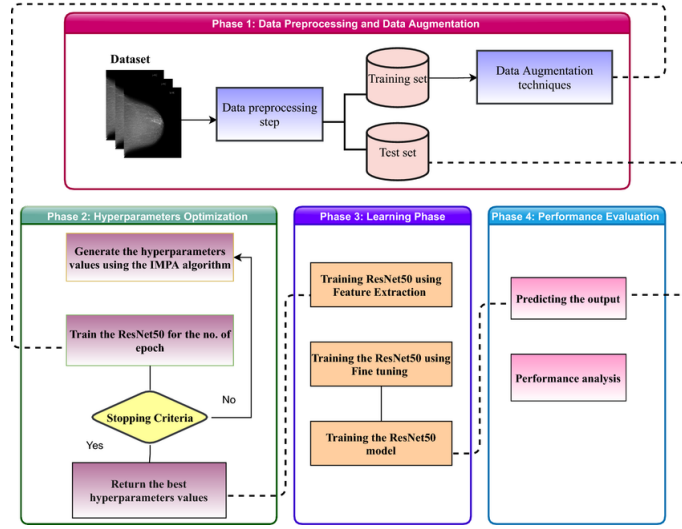 Phase 1: Data Preprocessing and Data Augmentation
Dataset
Data preprocessing
step
Training set
Test set
Data Augmentation
techniques
Phase 2: Hyperparameters Optimization
Generate the hyperparameters
values using the IMPA algorithm
Train the ResNet50 for the no. of
epoch
Stopping Criteria
No
Yes
Return the best
hyperparameters values
Phase 3: Learning Phase
Training ResNet50 using
Feature Extraction
Training the ResNet50 using
Fine tuning
Training the ResNet50
model
Phase 4: Performance Evaluation
Predicting the output
Performance analysis